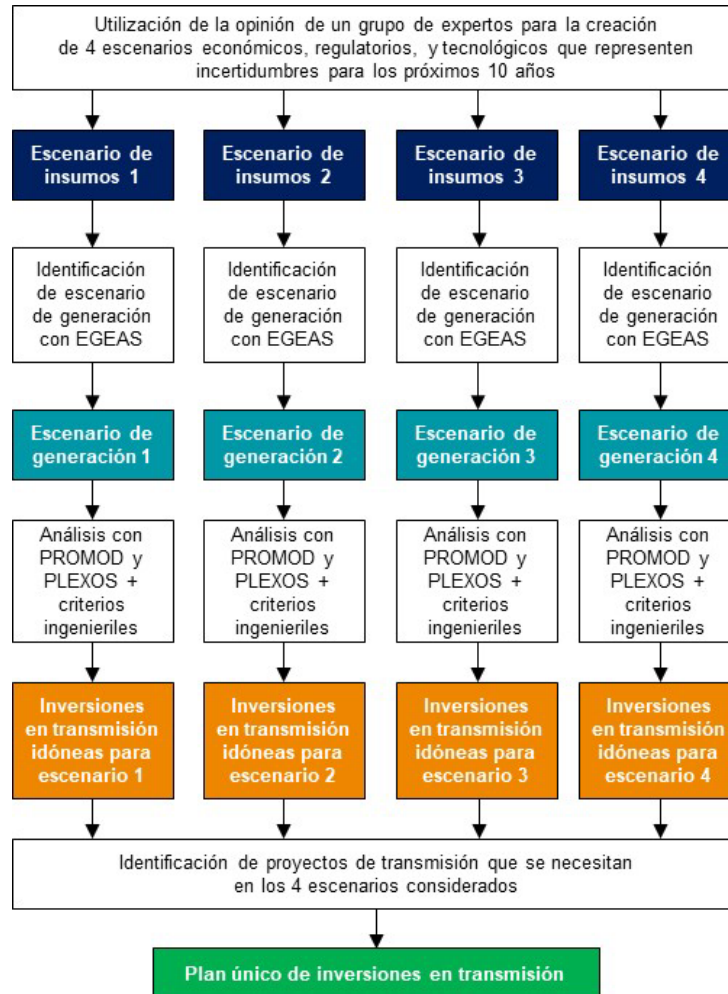 Utilización de la opinión de un grupo de expertos para la creación
de 4 escenarios económicos, regulatorios, y tecnológicos que representen
incertidumbres para los próximos 10 años
Escenario de
insumos 1
Escenario de
insumos 2
Escenario de
insumos 3
Escenario de
insumos 4
Identificación
de escenario
de generación
con EGEAS
Identificación
de escenario
de generación
con EGEAS
Identificación
de escenario
de generación
con EGEAS
Identificación
de escenario
de generación
con EGEAS
Escenario de
generación 1
Escenario de
generación 2
Escenario de
generación 3
Escenario de
generación 4
Análisis con
PROMOD y
PLEXOS +
criterios
ingenieriles
Análisis con
PROMOD y
PLEXOS +
criterios
ingenieriles
Análisis con
PROMOD y
PLEXOS +
criterios
ingenieriles
Análisis con
PROMOD y
PLEXOS +
criterios
ingenieriles
Inversiones
en transmisión
idóneas para
escenario 1
Inversiones
en transmisión
idóneas para
escenario 2
Inversiones
en transmisión
idóneas para
escenario 3
Inversiones
en transmisión
idóneas para
escenario 4
Identificación de proyectos de transmisión que se necesitan
en los 4 escenarios considerados
Plan único de inversiones en transmisión